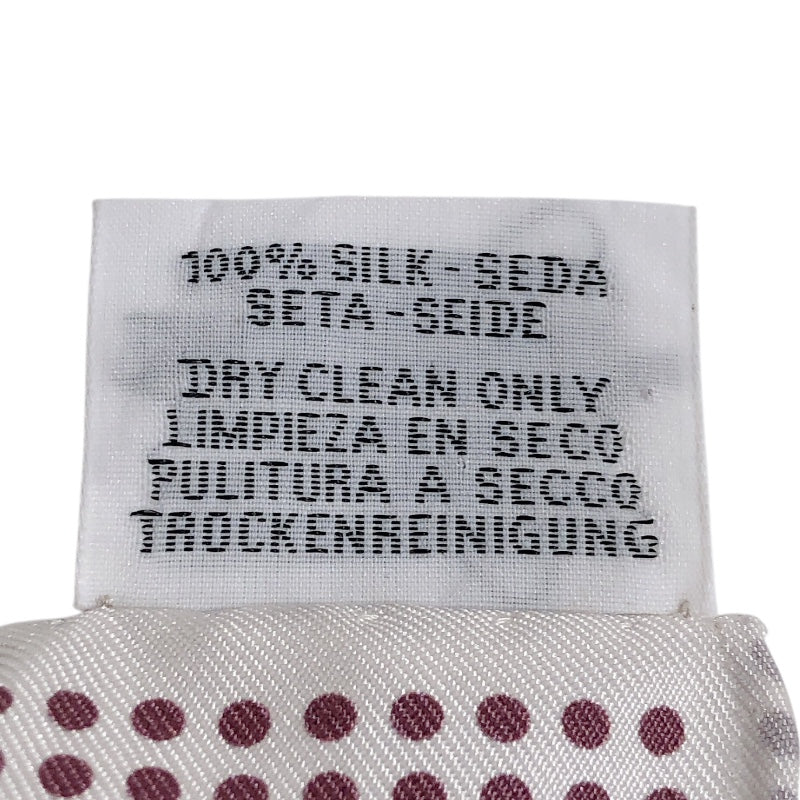 100% SILK - SEDA
SETA - SEIDE
DRY CLEAN ONLY
LIMPIEZA EN SECO
PULITURA A SECCO
TROCKENREINIGUNG